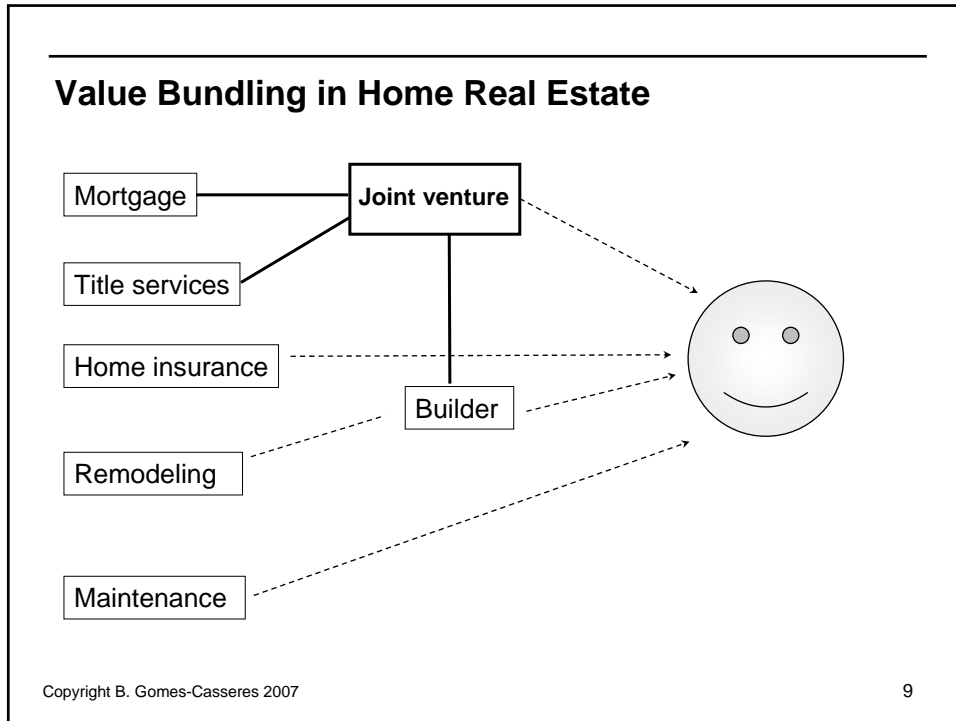 Value Bundling in Home Real Estate
Mortgage
Joint venture
Title services
Home insurance
Builder
Remodeling
Maintenance
Copyright B. Gomes-Casseres 2007
9